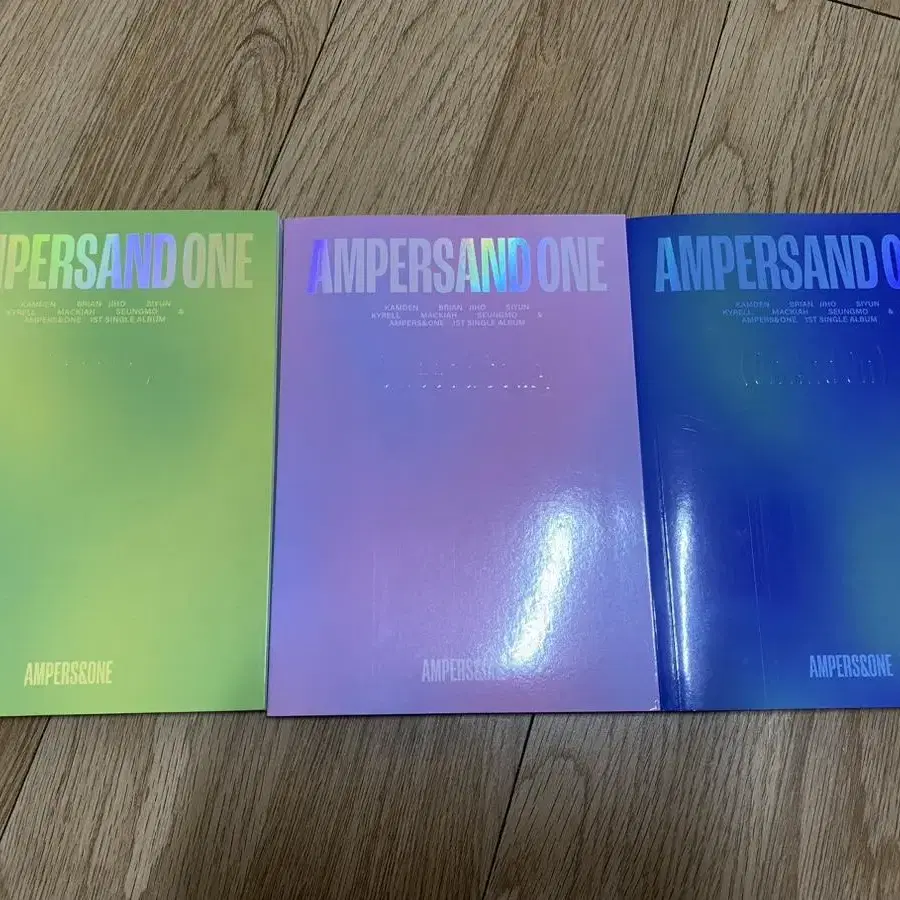 MPERSAND ONE
KAMDEN BRIAN JIHO SIYUN
KYRELL MACKIAH SEUNGMO &
AMPERS&ONE 1ST SINGLE ALBUM
AMPERS&ONE
AMPERSAND ONE
KAMDEN BRIAN JIHO SIYUN
KYRELL MACKIAH SEUNGMO &
AMPERS&ONE 1ST SINGLE ALBUM
AMPERS&ONE
AMPERSAND O
KAMDEN BRIAN JIHO SIYUN
KYRELL MACKIAH SEUNGMO &
AMPERS&ONE 1ST SINGLE ALBUM
AMPERS&ONE